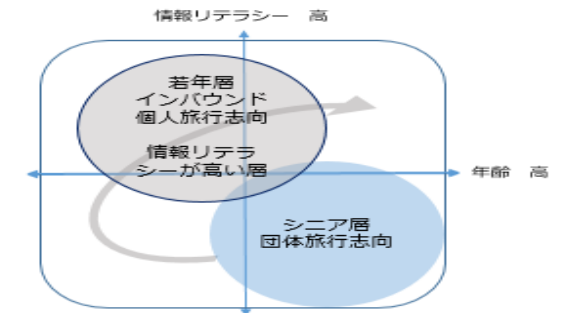 情報リテラシー　高
若年層
インバウンド
個人旅行志向
情報リテラ
シーが高い層
年齢　高
シニア層
団体旅行志向